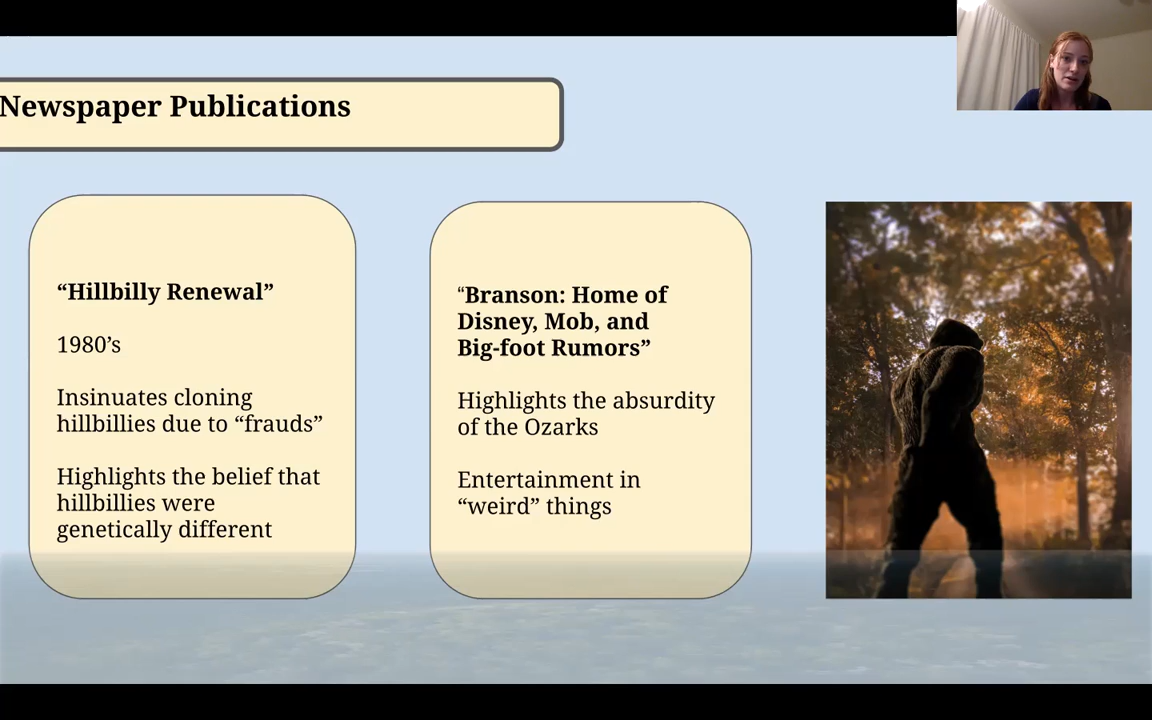 Newspaper Publications
“Hillbilly Renewal”
1980’s
Insinuates cloning
hillbillies due to “frauds”
Highlights the belief that
hillbillies were
genetically different
“Branson: Home of
Disney, Mob, and
Big-foot Rumors”
Highlights the absurdity
of the Ozarks
Entertainment in
“weird” things